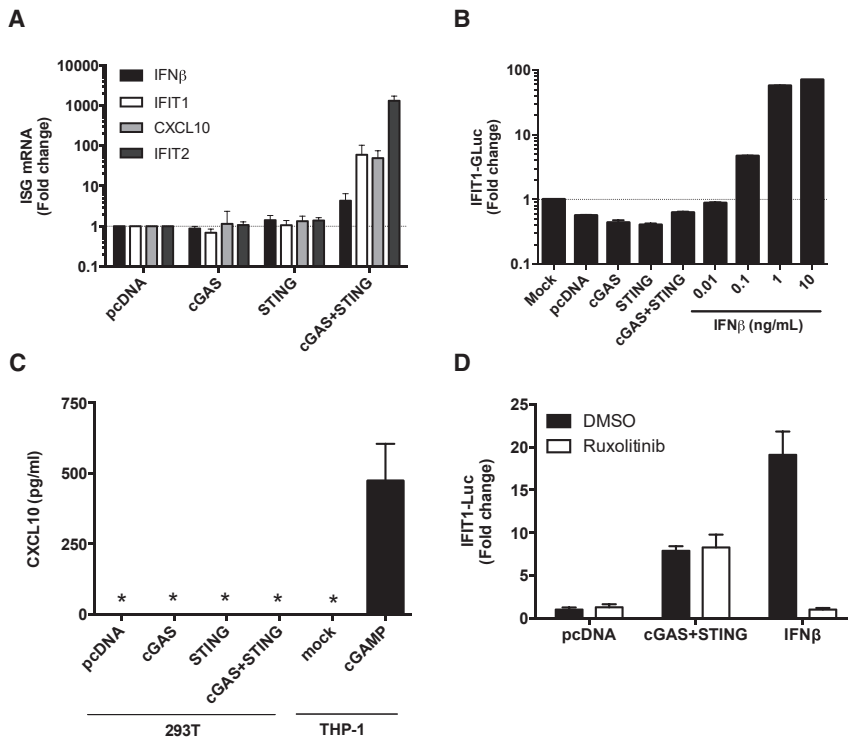 A
ISG mRNA
(Fold change)
10000
1000
100
10
1
0.1
IFNβ
IFIT1
CXCL10
IFIT2
pcDNA
cGAS
STING
cGAS+STING
B
IFIT1-GLuc
(Fold change)
100
10
1
0.1
Mock
pcDNA
cGAS
STING
cGAS+STING
0.01
0.1
1
10
IFNβ (ng/mL)
C
CXCL10 (pg/ml)
750
500
250
0
* * * * *
pcDNA
cGAS
STING
cGAS+STING
mock
cGAMP
293T
THP-1
D
IFIT1-Luc
(Fold change)
25
20
15
10
5
0
DMSO
Ruxolitinib
pcDNA
cGAS+STING
IFNβ